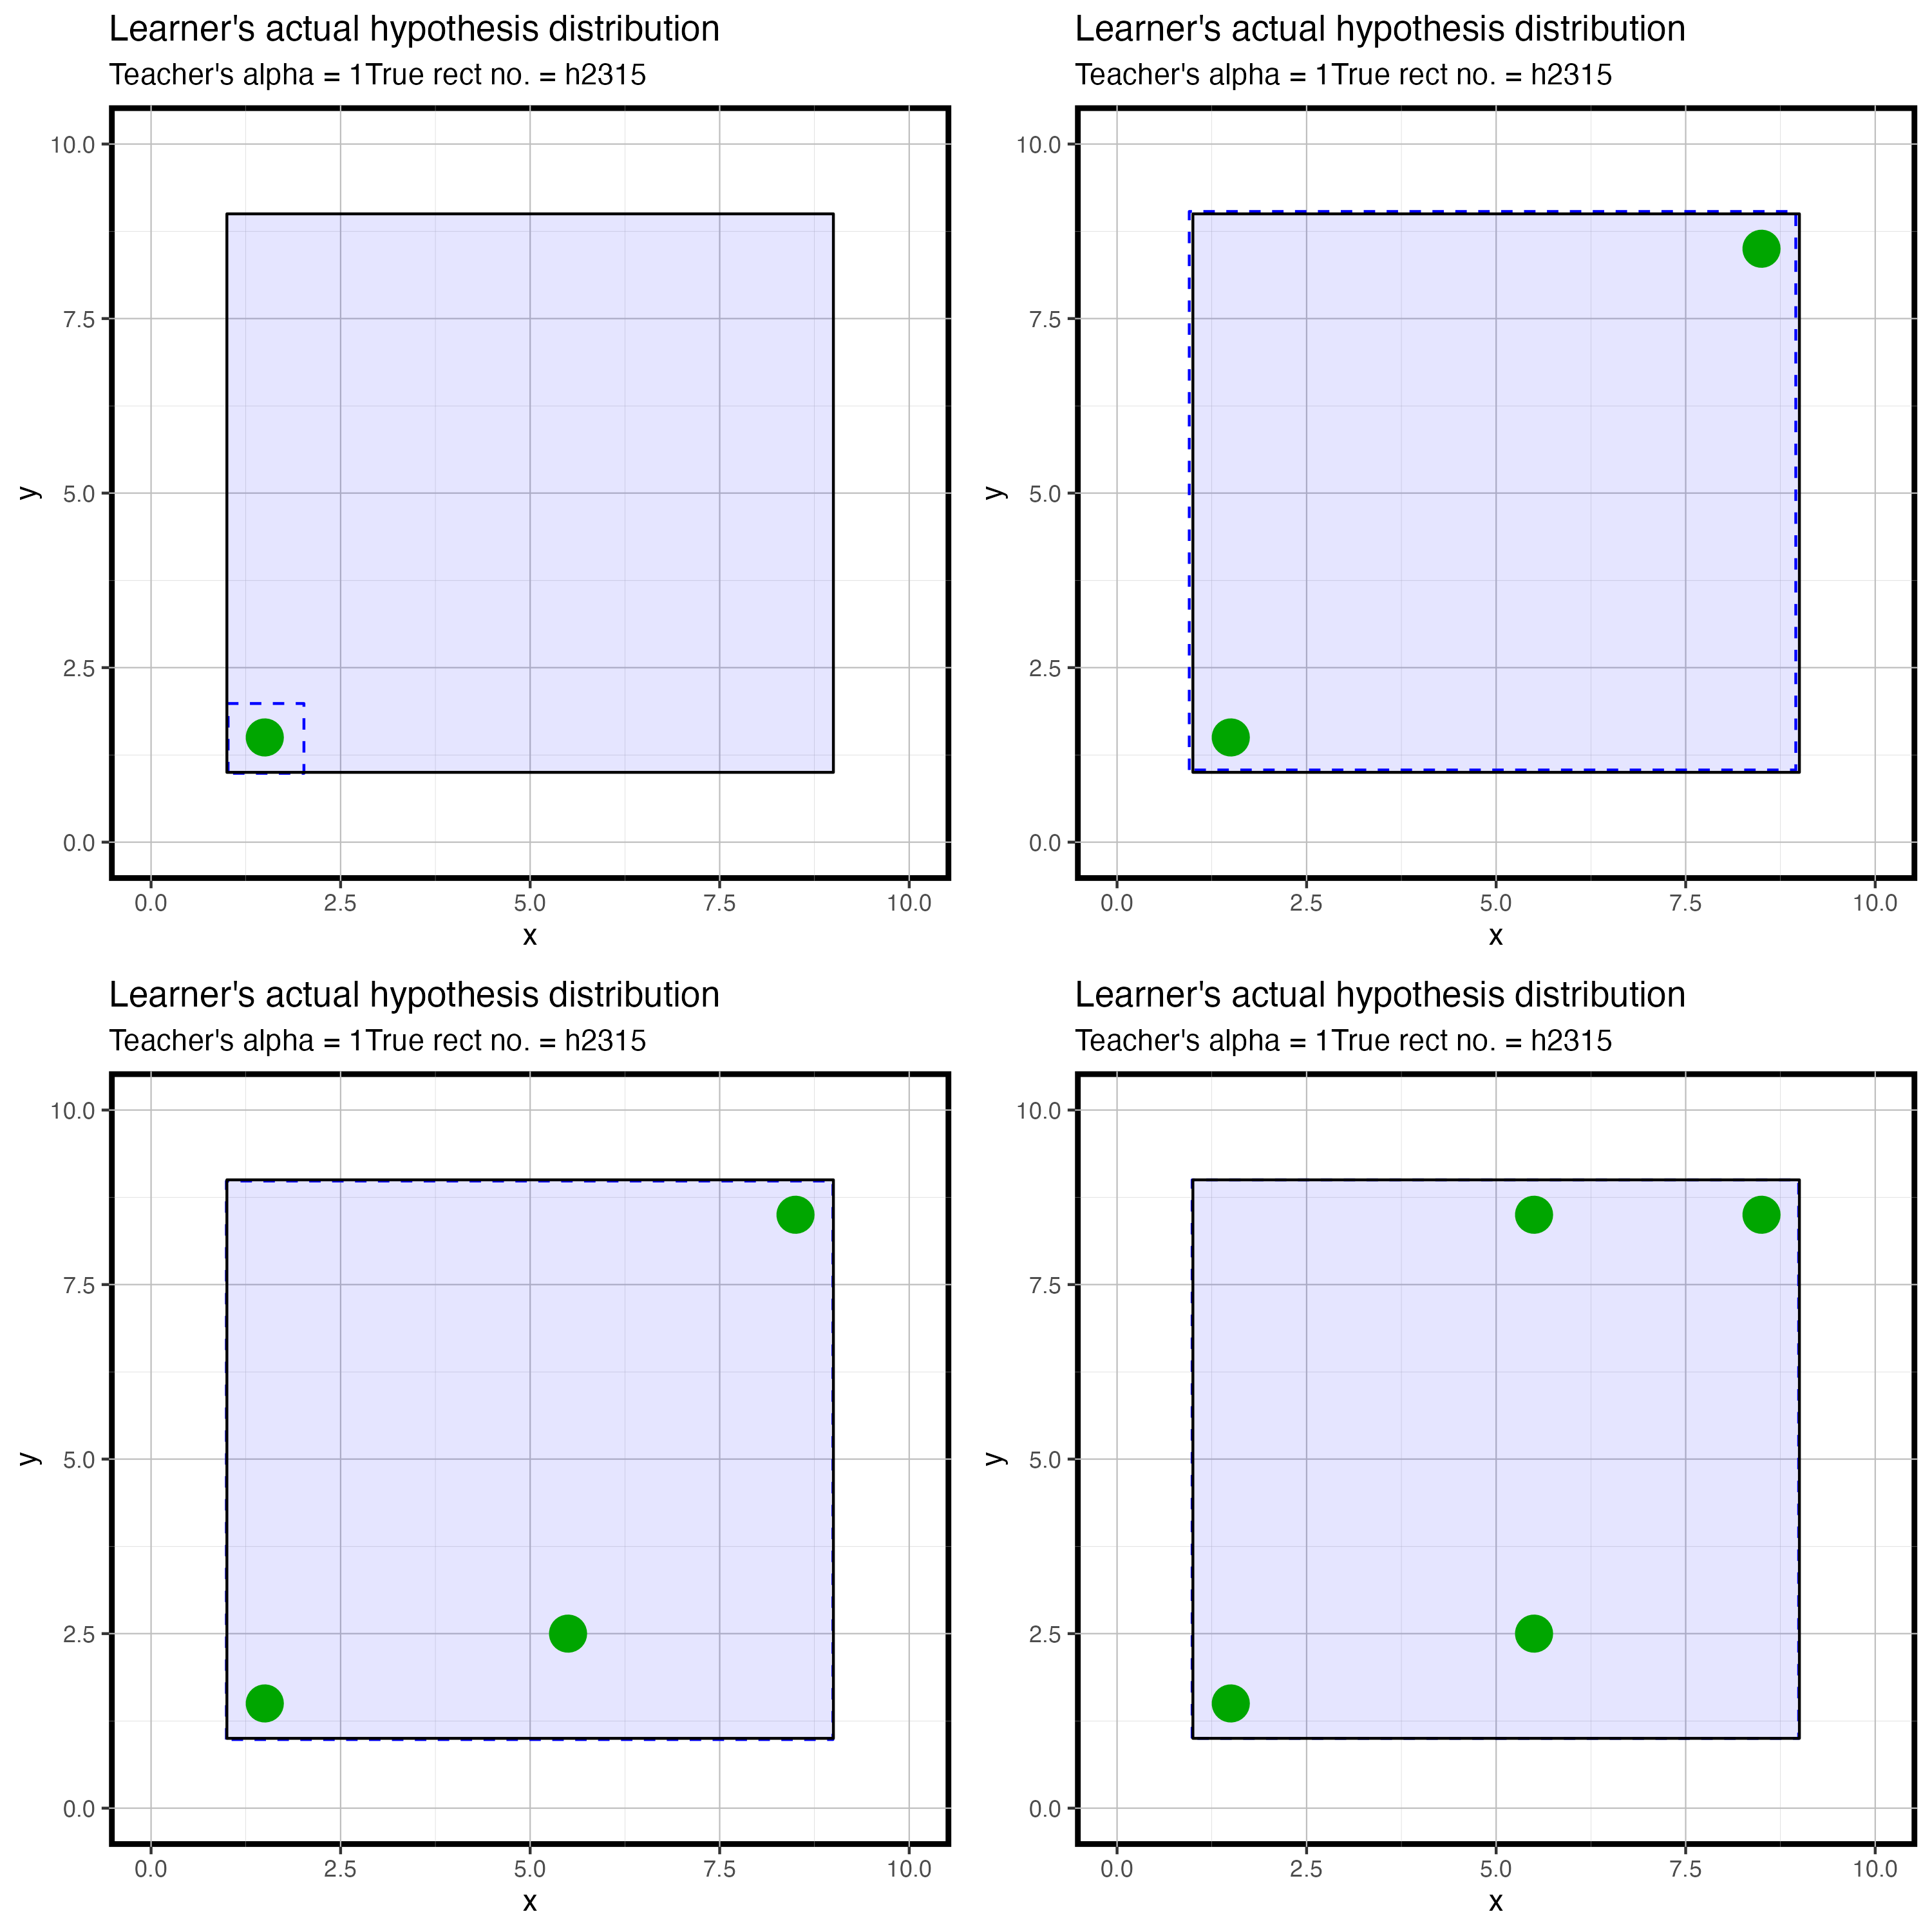 Learner's actual hypothesis distribution
Teacher's alpha = 1True rect no. = h2315
10.0
7.5
5.0
2.5
0.0
y
0.0 2.5 5.0 7.5 10.0
x
Learner's actual hypothesis distribution
Teacher's alpha = 1True rect no. = h2315
10.0
7.5
5.0
2.5
0.0
y
0.0 2.5 5.0 7.5 10.0
x
Learner's actual hypothesis distribution
Teacher's alpha = 1True rect no. = h2315
10.0
7.5
5.0
2.5
0.0
y
0.0 2.5 5.0 7.5 10.0
x
Learner's actual hypothesis distribution
Teacher's alpha = 1True rect no. = h2315
10.0
7.5
5.0
2.5
0.0
y
0.0 2.5 5.0 7.5 10.0
x